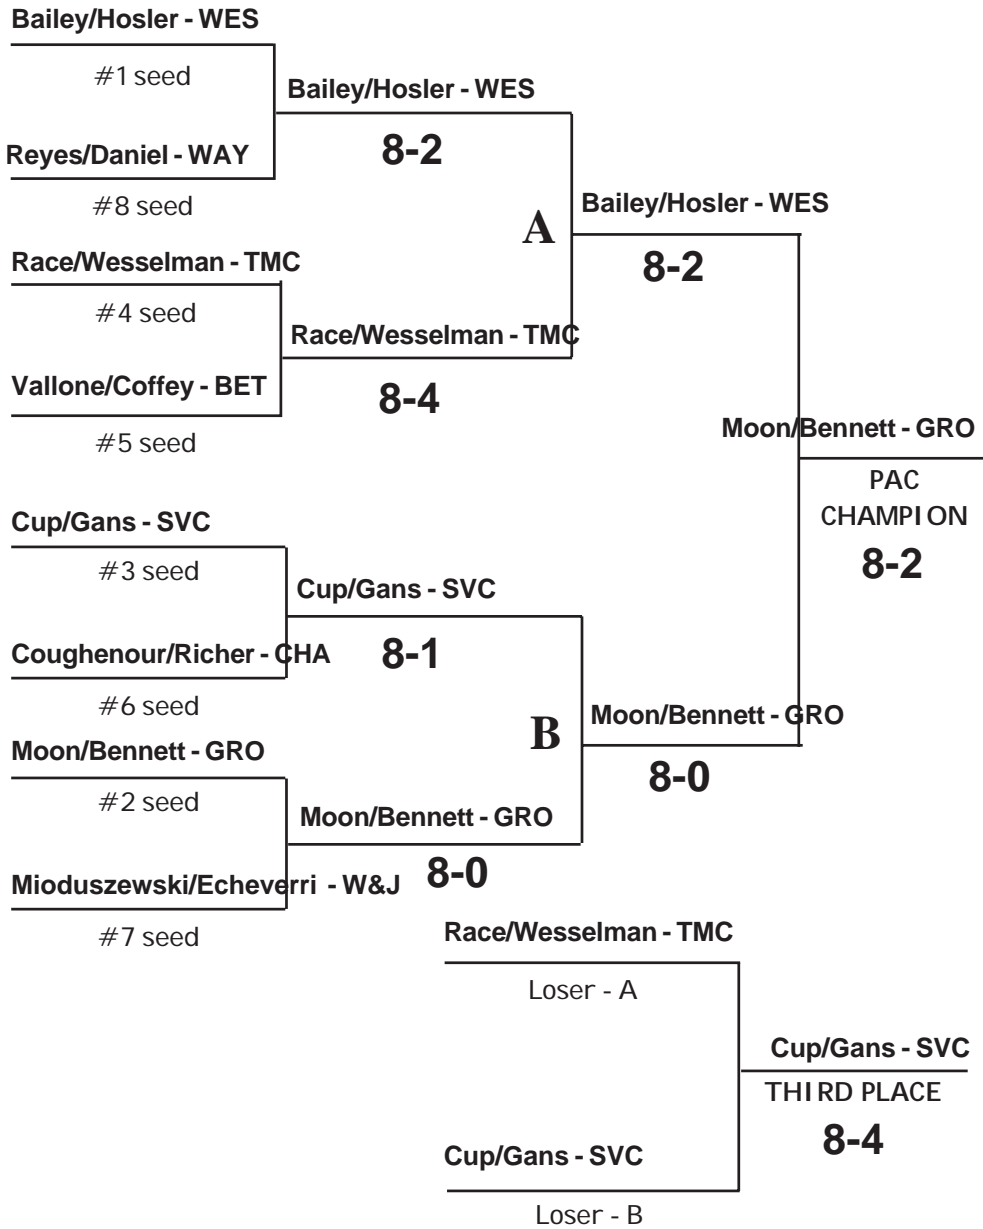 Bailey/Hosler - WES
#1 seed
Bailey/Hosler - WES
8-2
Reyes/Daniel - WAY
#8 seed
A
Bailey/Hosler - WES
8-2
Race/Wesselman - TMC
#4 seed
Race/Wesselman - TMC
8-4
Vallone/Coffey - BET
#5 seed
Moon/Bennett - GRO
PAC
CHAMPION
8-2
Cup/Gans - SVC
#3 seed
Cup/Gans - SVC
8-1
Coughenour/Richer - CHA
#6 seed
B
Moon/Bennett - GRO
8-0
Moon/Bennett - GRO
#2 seed
Moon/Bennett - GRO
8-0
Mioduszewski/Echeverri - W&J
#7 seed
Race/Wesselman - TMC
Loser - A
Cup/Gans - SVC
THIRD PLACE
8-4
Cup/Gans - SVC
Loser - B